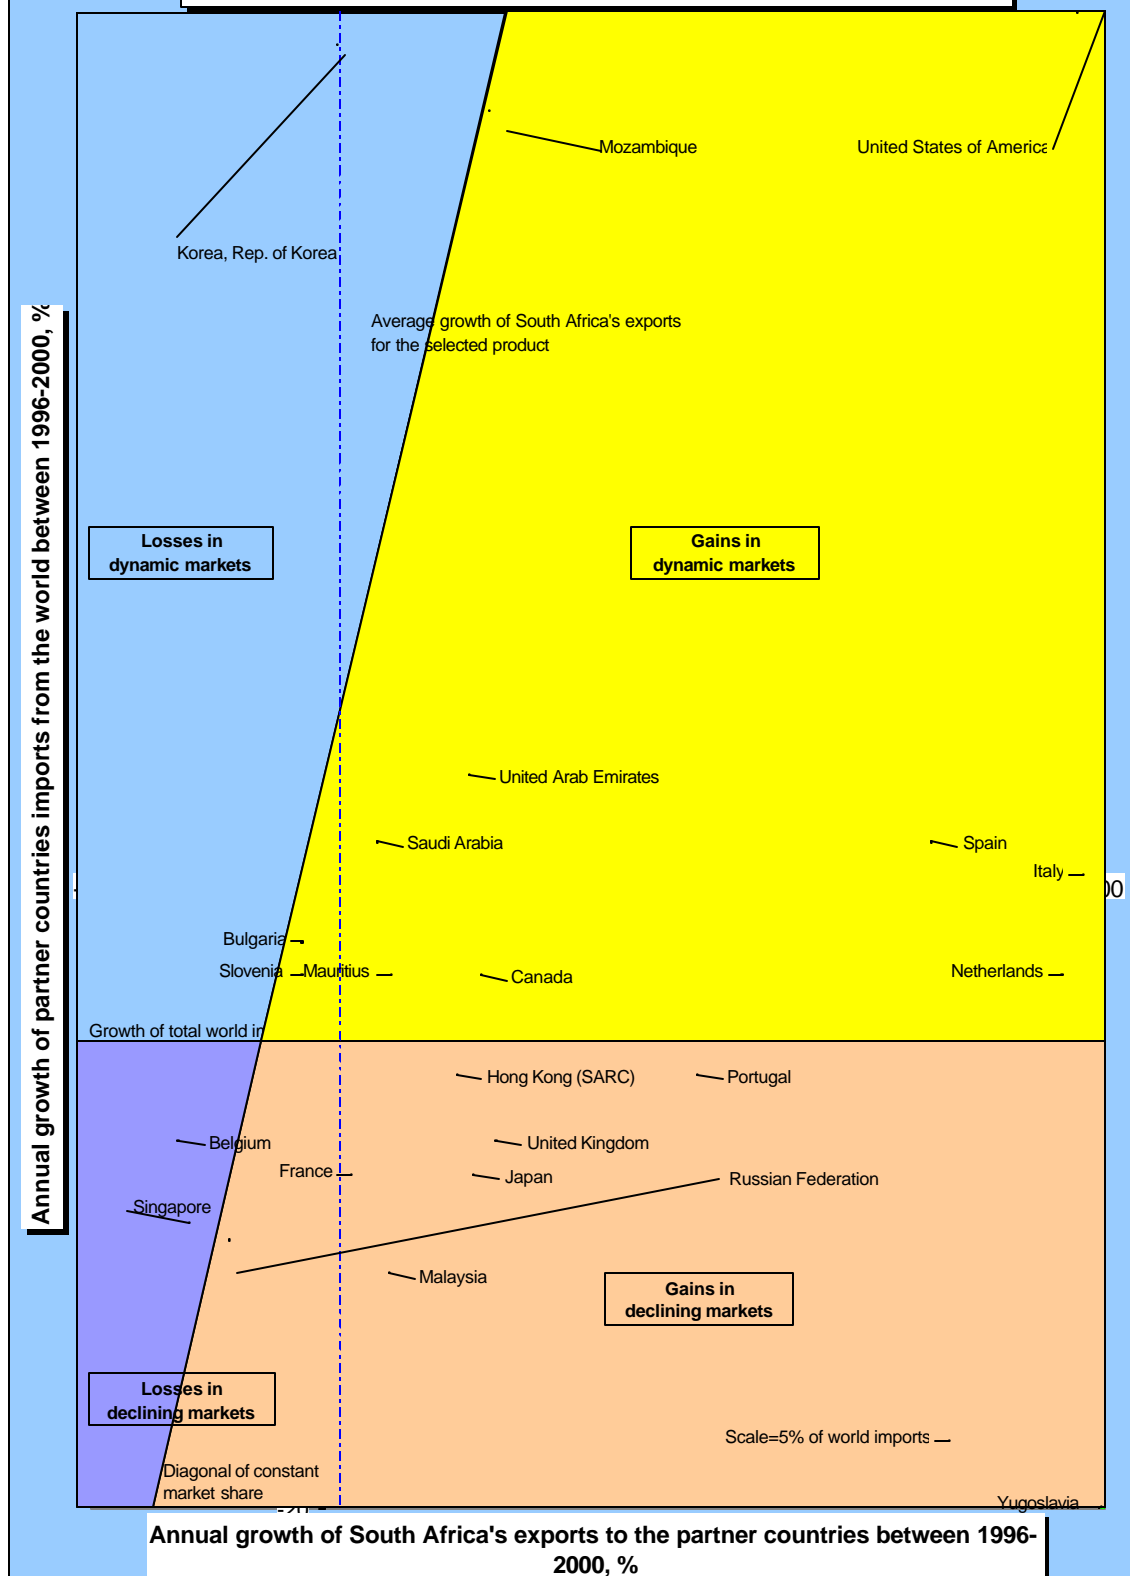 Mozambique
United States of America
Korea, Rep. of Korea
Average growth of South Africa's exports
for the selected product
Annual growth of partner countries imports from the world between 1996-2000, %
Losses in
dynamic markets
Gains in
dynamic markets
United Arab Emirates
Saudi Arabia
Spain
Italy
00
Bulgaria
Slovenia
Mauritius
Canada
Netherlands
Growth of total world in
Hong Kong (SARC)
Portugal
Belgium
United Kingdom
France
Japan
Russian Federation
Singapore
Malaysia
Gains in
declining markets
Losses in
declining markets
Scale=5% of world imports
Diagonal of constant
market share
Yugoslavia
-20
Annual growth of South Africa's exports to the partner countries between 1996-
2000, %